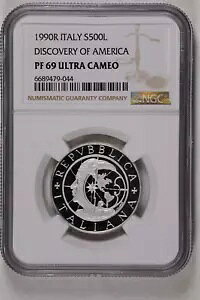 1990R ITALY S500L
DISCOVERY OF AMERICA
PF 69 ULTRA CAMEO
6689479-044
NUMISMATIC GUARANTY COMPANY
NGC
REPVBBLICA
ITALIANA